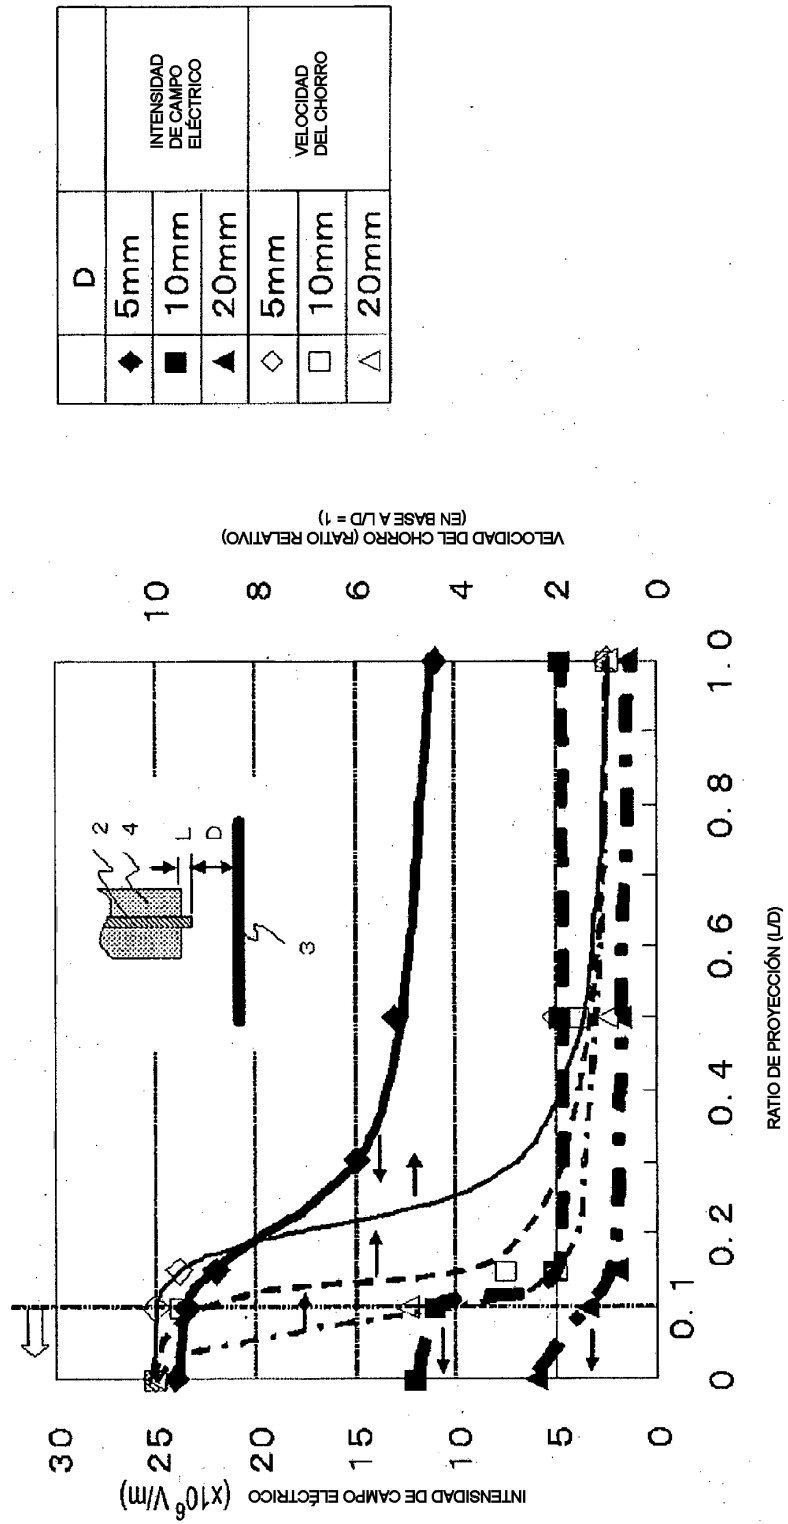 D
5mm
10mm
20mm
INTENSIDAD
DE CAMPO
ELÉCTRICO
5mm
10mm
20mm
VELOCIDAD
DEL CHORRO
INTENSIDAD DE CAMPO ELÉCTRICO (x10⁶ V/m)
30
25
20
15
10
5
0
VELOCIDAD DEL CHORRO (RATIO RELATIVO)
(EN BASE A L/D = 1)
10
8
6
4
2
0
2
4
L
D
3
0
0.1
0.2
0.4
0.6
0.8
1.0
RATIO DE PROYECCIÓN (L/D)